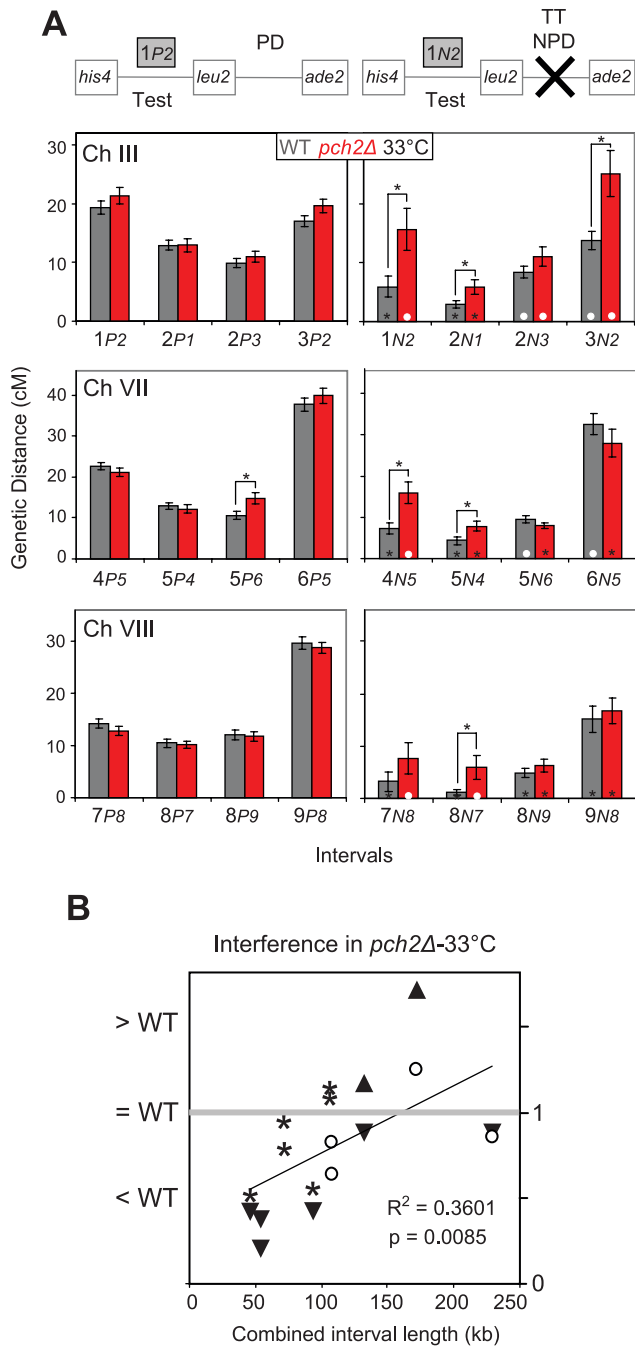 A
TT
1P2 PD 1N2 NPD
his4 leu2 ade2 his4 leu2 ade2
Test Test
WT pch2Δ 33°C
Genetic Distance (cM)
Ch III
30
20
10
0
* * *
* * *
1P2 2P1 2P3 3P2 1N2 2N1 2N3 3N2
Ch VII
40
30
20
10
0
* * *
* * * * *
4P5 5P4 5P6 6P5 4N5 5N4 5N6 6N5
Ch VIII
30
20
10
0
*
* * * * * *
7P8 8P7 8P9 9P8 7N8 8N7 8N9 9N8
Intervals
B
Interference in pch2Δ-33°C
> WT
= WT
< WT
1
0
R² = 0.3601
p = 0.0085
0 50 100 150 200 250
Combined interval length (kb)